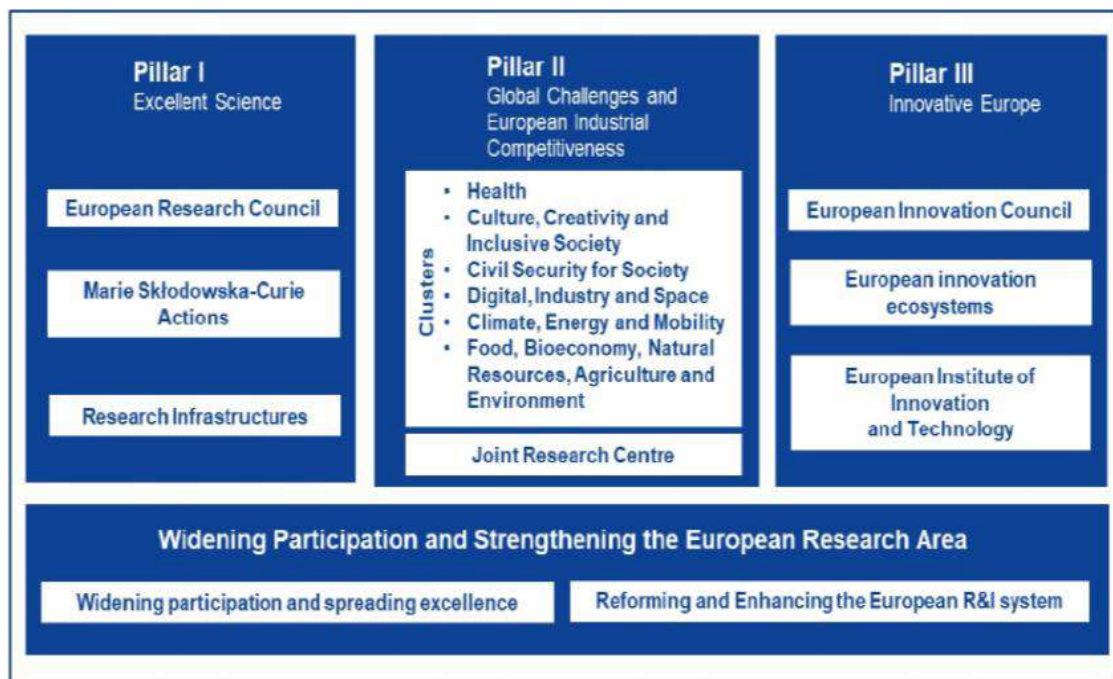 Pillar I
Excellent Science
European Research Council
Marie Skłodowska-Curie
Actions
Research Infrastructures
Pillar II
Global Challenges and
European Industrial
Competitiveness
Clusters
• Health
• Culture, Creativity and
Inclusive Society
• Civil Security for Society
• Digital, Industry and Space
• Climate, Energy and Mobility
• Food, Bioeconomy, Natural
Resources, Agriculture and
Environment
Joint Research Centre
Pillar III
Innovative Europe
European Innovation Council
European innovation
ecosystems
European Institute of
Innovation
and Technology
Widening Participation and Strengthening the European Research Area
Widening participation and spreading excellence
Reforming and Enhancing the European R&I system